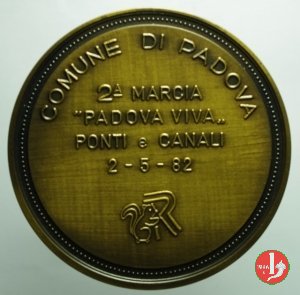 COMUNE DI PADOVA
2ª MARCIA
"PADOVA VIVA„
PONTI e CANALI
2 - 5 - 82
R